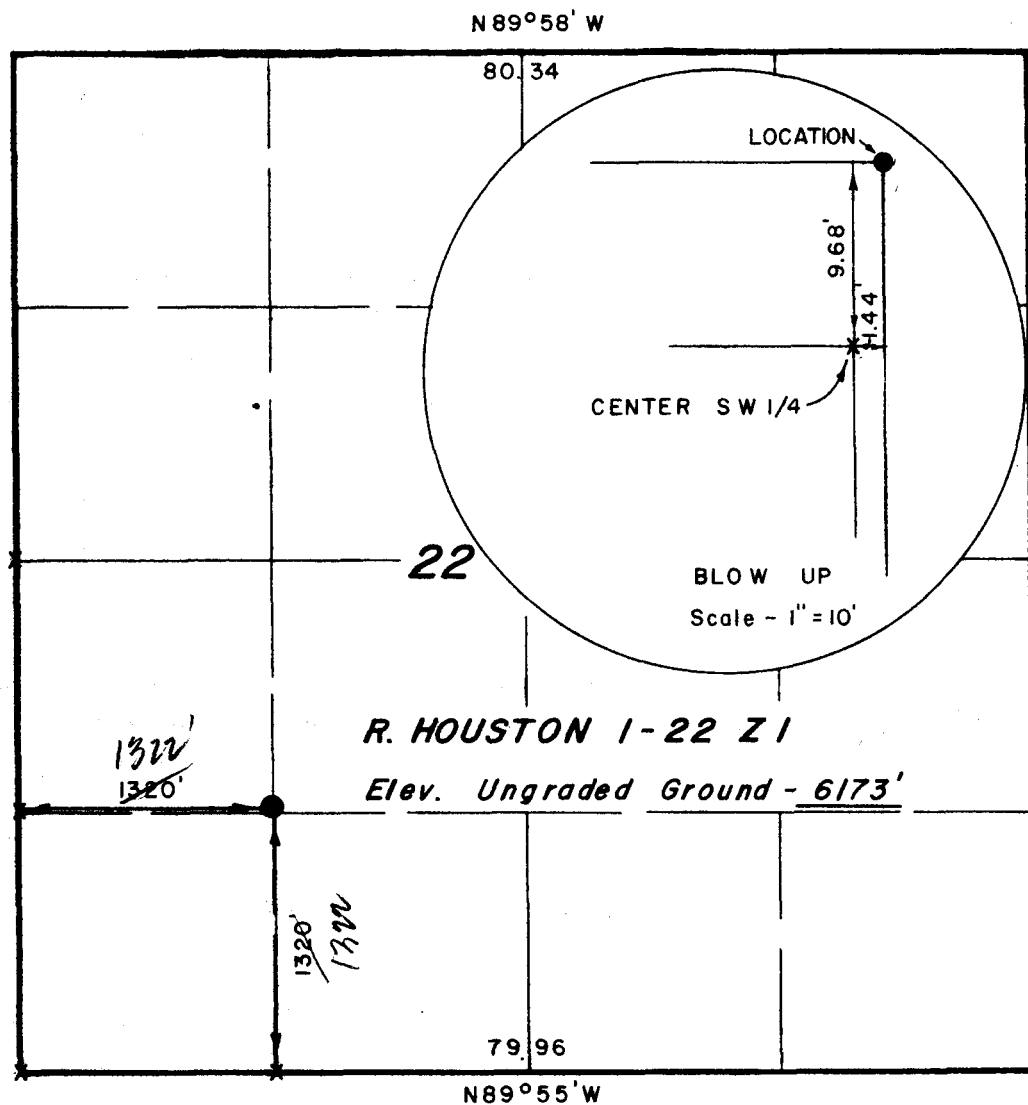 N 89°58' W
80.34
LOCATION
9.68'
1.44'
CENTER SW 1/4
22
BLOW UP
Scale - 1" = 10'
R. HOUSTON 1-22 Z1
1322'
1320'
Elev. Ungraded Ground - 6173'
1320'
1322
79.96
N89°55' W